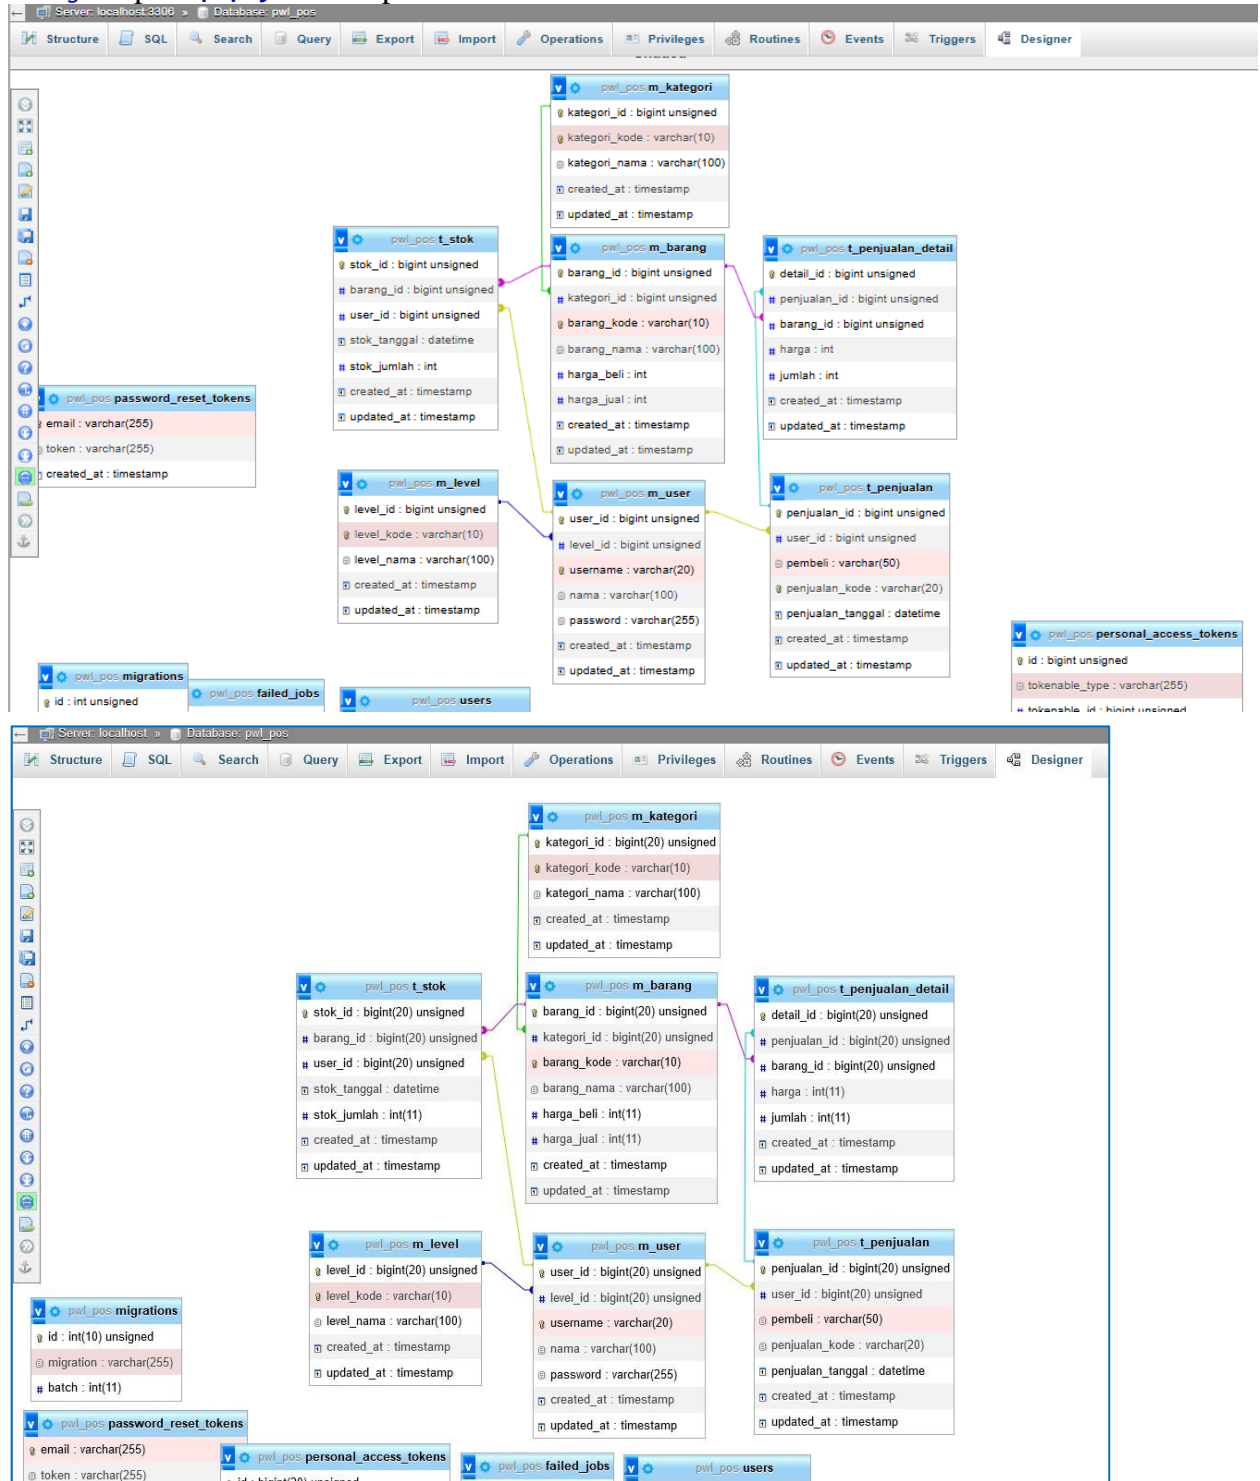 Server: localhost:3306 » Database: pwl_pos
Structure SQL Search Query Export Import Operations Privileges Routines Events Triggers Designer
pwl_pos m_kategori
kategori_id : bigint unsigned
kategori_kode : varchar(10)
kategori_nama : varchar(100)
created_at : timestamp
updated_at : timestamp
pwl_pos t_stok
stok_id : bigint unsigned
barang_id : bigint unsigned
user_id : bigint unsigned
stok_tanggal : datetime
stok_jumlah : int
created_at : timestamp
updated_at : timestamp
pwl_pos m_barang
barang_id : bigint unsigned
kategori_id : bigint unsigned
barang_kode : varchar(10)
barang_nama : varchar(100)
harga_beli : int
harga_jual : int
created_at : timestamp
updated_at : timestamp
pwl_pos t_penjualan_detail
detail_id : bigint unsigned
penjualan_id : bigint unsigned
barang_id : bigint unsigned
harga : int
jumlah : int
created_at : timestamp
updated_at : timestamp
pwl_pos password_reset_tokens
email : varchar(255)
token : varchar(255)
created_at : timestamp
pwl_pos m_level
level_id : bigint unsigned
level_kode : varchar(10)
level_nama : varchar(100)
created_at : timestamp
updated_at : timestamp
pwl_pos m_user
user_id : bigint unsigned
level_id : bigint unsigned
username : varchar(20)
nama : varchar(100)
password : varchar(255)
created_at : timestamp
updated_at : timestamp
pwl_pos t_penjualan
penjualan_id : bigint unsigned
user_id : bigint unsigned
pembeli : varchar(50)
penjualan_kode : varchar(20)
penjualan_tanggal : datetime
created_at : timestamp
updated_at : timestamp
pwl_pos personal_access_tokens
id : bigint unsigned
tokenable_type : varchar(255)
tokenable_id : bigint unsigned
pwl_pos migrations
id : int unsigned
pwl_pos failed_jobs
pwl_pos users
Server: localhost » Database: pwl_pos
Structure SQL Search Query Export Import Operations Privileges Routines Events Triggers Designer
pwl_pos m_kategori
kategori_id : bigint(20) unsigned
kategori_kode : varchar(10)
kategori_nama : varchar(100)
created_at : timestamp
updated_at : timestamp
pwl_pos t_stok
stok_id : bigint(20) unsigned
barang_id : bigint(20) unsigned
user_id : bigint(20) unsigned
stok_tanggal : datetime
stok_jumlah : int(11)
created_at : timestamp
updated_at : timestamp
pwl_pos m_barang
barang_id : bigint(20) unsigned
kategori_id : bigint(20) unsigned
barang_kode : varchar(10)
barang_nama : varchar(100)
harga_beli : int(11)
harga_jual : int(11)
created_at : timestamp
updated_at : timestamp
pwl_pos t_penjualan_detail
detail_id : bigint(20) unsigned
penjualan_id : bigint(20) unsigned
barang_id : bigint(20) unsigned
harga : int(11)
jumlah : int(11)
created_at : timestamp
updated_at : timestamp
pwl_pos m_level
level_id : bigint(20) unsigned
level_kode : varchar(10)
level_nama : varchar(100)
created_at : timestamp
updated_at : timestamp
pwl_pos m_user
user_id : bigint(20) unsigned
level_id : bigint(20) unsigned
username : varchar(20)
nama : varchar(100)
password : varchar(255)
created_at : timestamp
updated_at : timestamp
pwl_pos t_penjualan
penjualan_id : bigint(20) unsigned
user_id : bigint(20) unsigned
pembeli : varchar(50)
penjualan_kode : varchar(20)
penjualan_tanggal : datetime
created_at : timestamp
updated_at : timestamp
pwl_pos migrations
id : int(10) unsigned
migration : varchar(255)
batch : int(11)
pwl_pos password_reset_tokens
email : varchar(255)
token : varchar(255)
pwl_pos personal_access_tokens
id : bigint(20) unsigned
pwl_pos failed_jobs
pwl_pos users